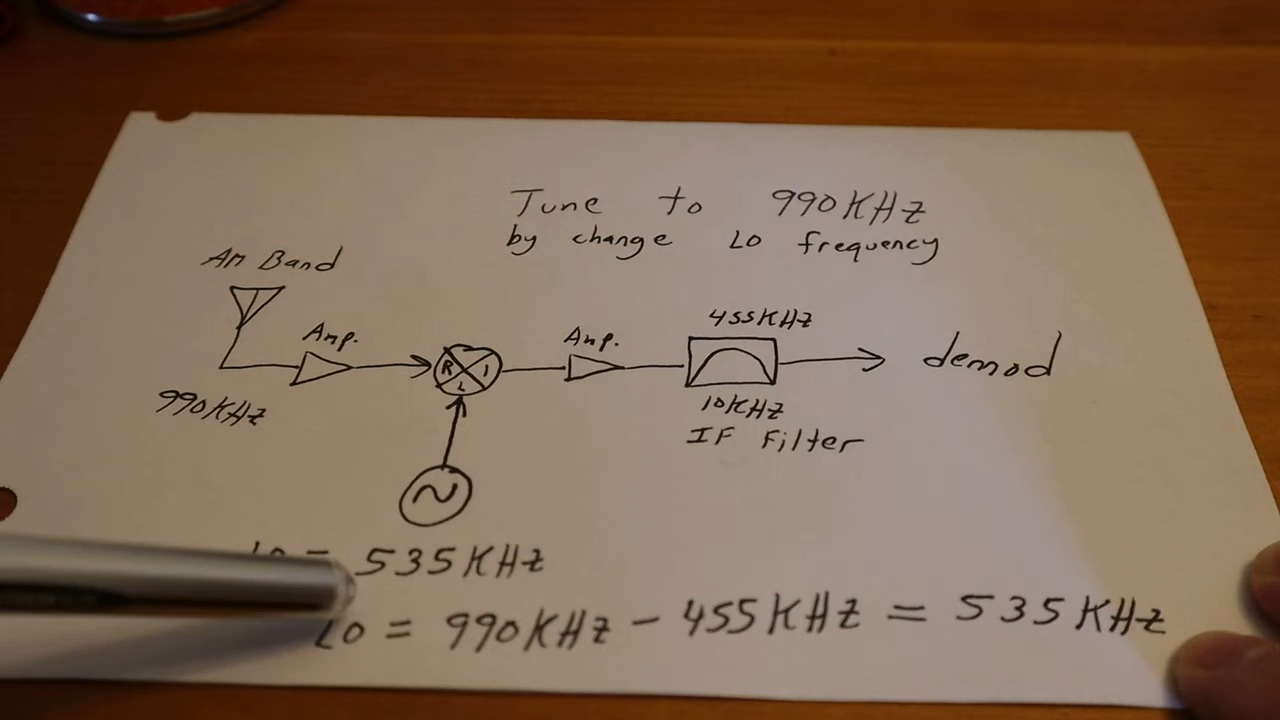 Tune to 990KHz
by change LO frequency
Am Band
Amp.
Amp.
455KHz
R I
L
demod
990KHz
10KHz
IF Filter
LO = 535KHz
LO = 990KHz - 455KHz = 535KHz